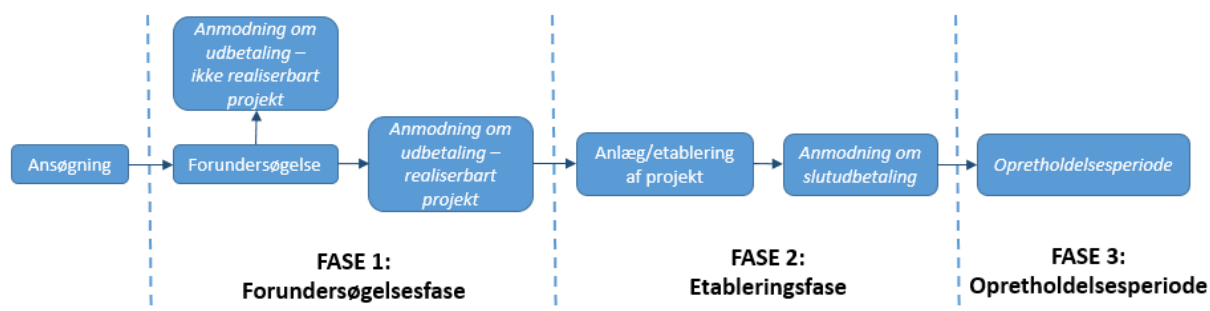 Anmodning om
udbetaling –
ikke realiserbart
projekt
Ansøgning
Forundersøgelse
Anmodning om
udbetaling –
realiserbart
projekt
Anlæg/etablering
af projekt
Anmodning om
slutudbetaling
Opretholdelsesperiode
FASE 1:
Forundersøgelsesfase
FASE 2:
Etableringsfase
FASE 3:
Opretholdelsesperiode